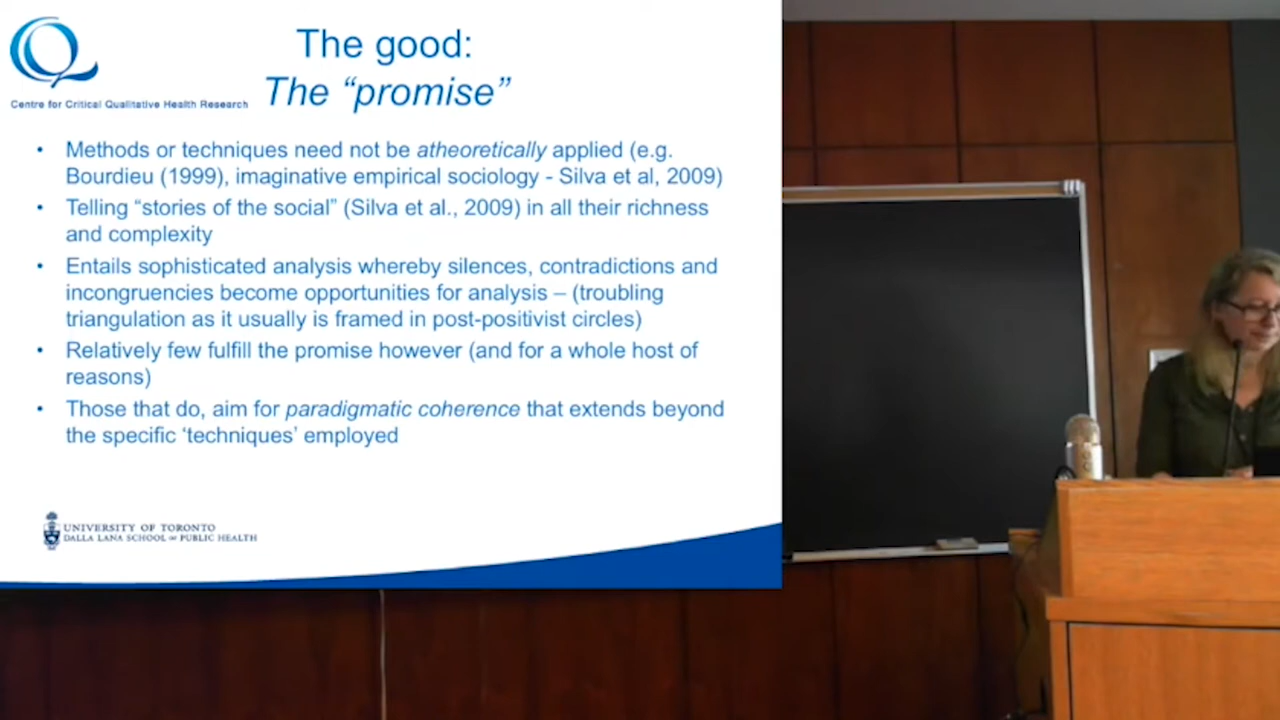 The good:
The “promise”
Centre for Critical Qualitative Health Research
• Methods or techniques need not be atheoretically applied (e.g.
Bourdieu (1999), imaginative empirical sociology - Silva et al, 2009)
• Telling “stories of the social” (Silva et al., 2009) in all their richness
and complexity
• Entails sophisticated analysis whereby silences, contradictions and
incongruencies become opportunities for analysis – (troubling
triangulation as it usually is framed in post-positivist circles)
• Relatively few fulfill the promise however (and for a whole host of
reasons)
• Those that do, aim for paradigmatic coherence that extends beyond
the specific ‘techniques’ employed
UNIVERSITY OF TORONTO
DALLA LANA SCHOOL OF PUBLIC HEALTH